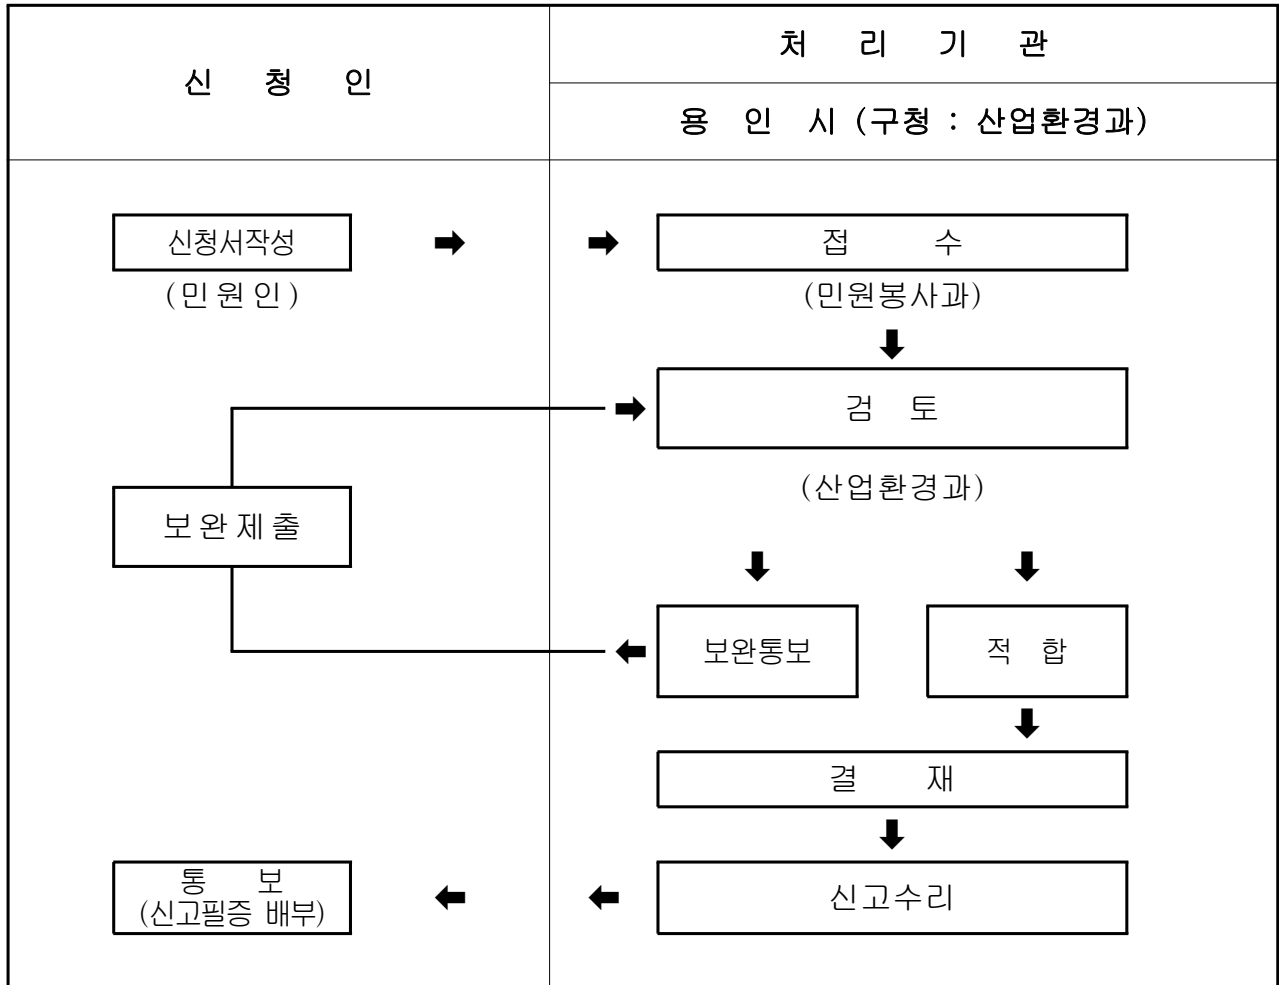 신 청 인
처 리 기 관
용 인 시 (구청 : 산업환경과)
신청서작성
(민원인)
접 수
(민원봉사과)
검 토
(산업환경과)
보완제출
보완통보
적 합
결 재
신고수리
통 보
(신고필증 배부)